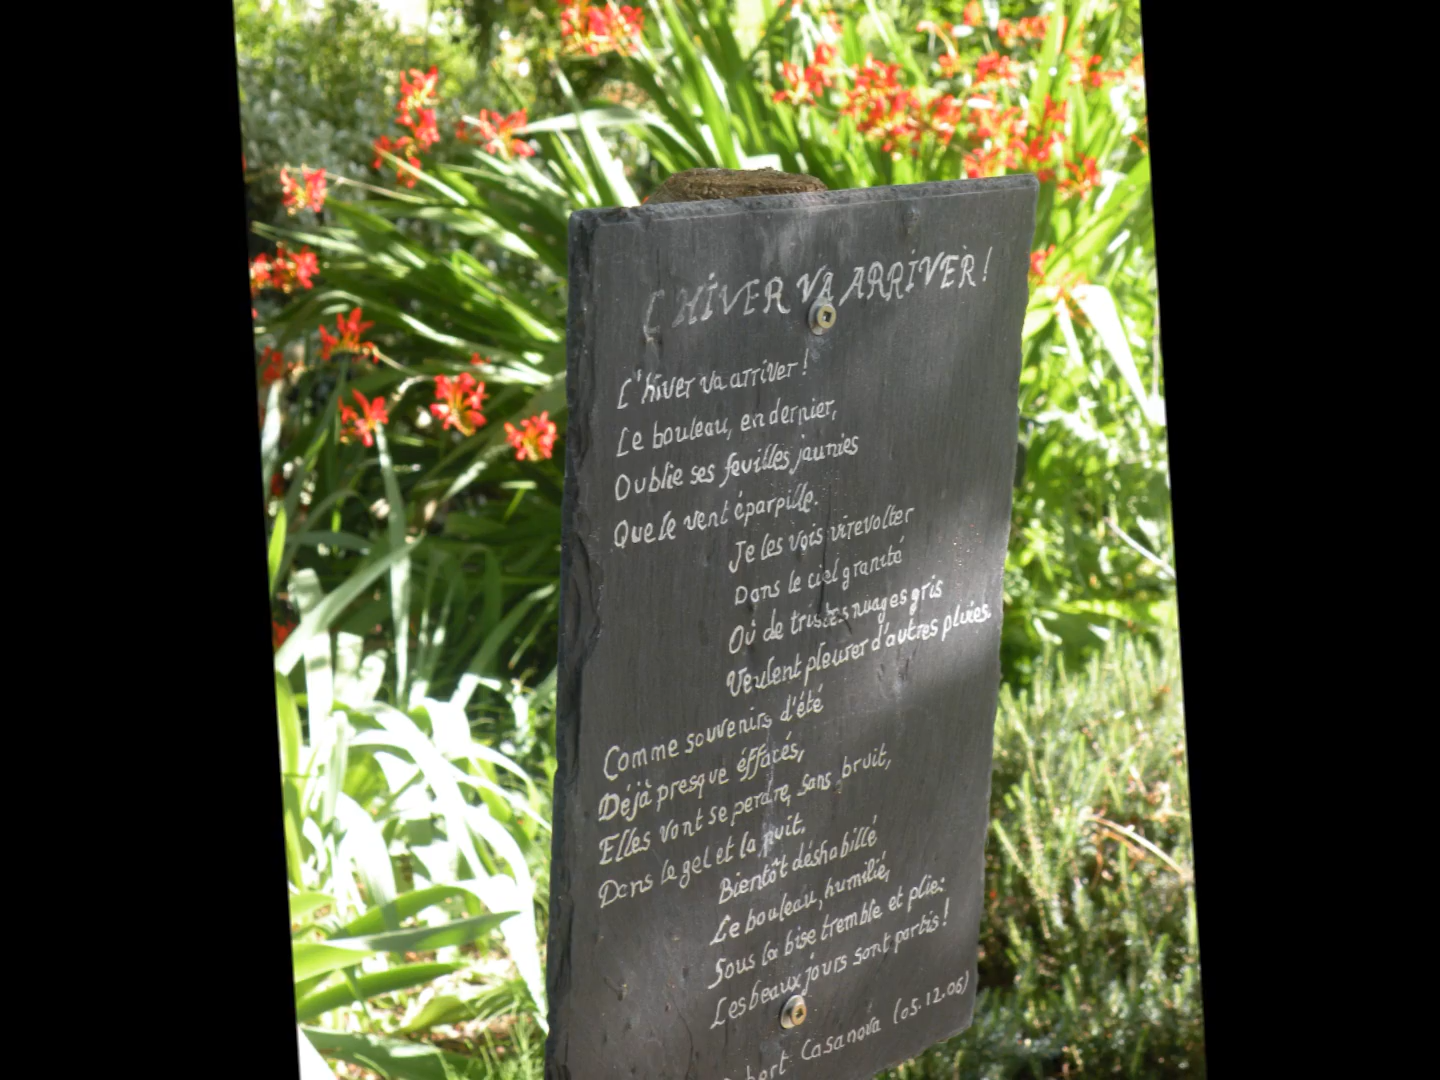 L'HIVER VA ARRIVER!
L'hiver va arriver!
Le bouleau, en dernier,
Oublie ses feuilles jaunies
Que le vent éparpille.
Je les vois virevolter
Dans le ciel granité
Où de tristes nuages gris
Veulent pleurer d'autres pluies.
Comme souvenirs d'été
Déjà presque éffacés,
Elles vont se perdre, sans bruit,
Dans le gel et la nuit.
Bientôt déshabillé
Le bouleau, humilié,
Sous la bise tremble et plie:
Les beaux jours sont partis!
Casanova (05.12.06)